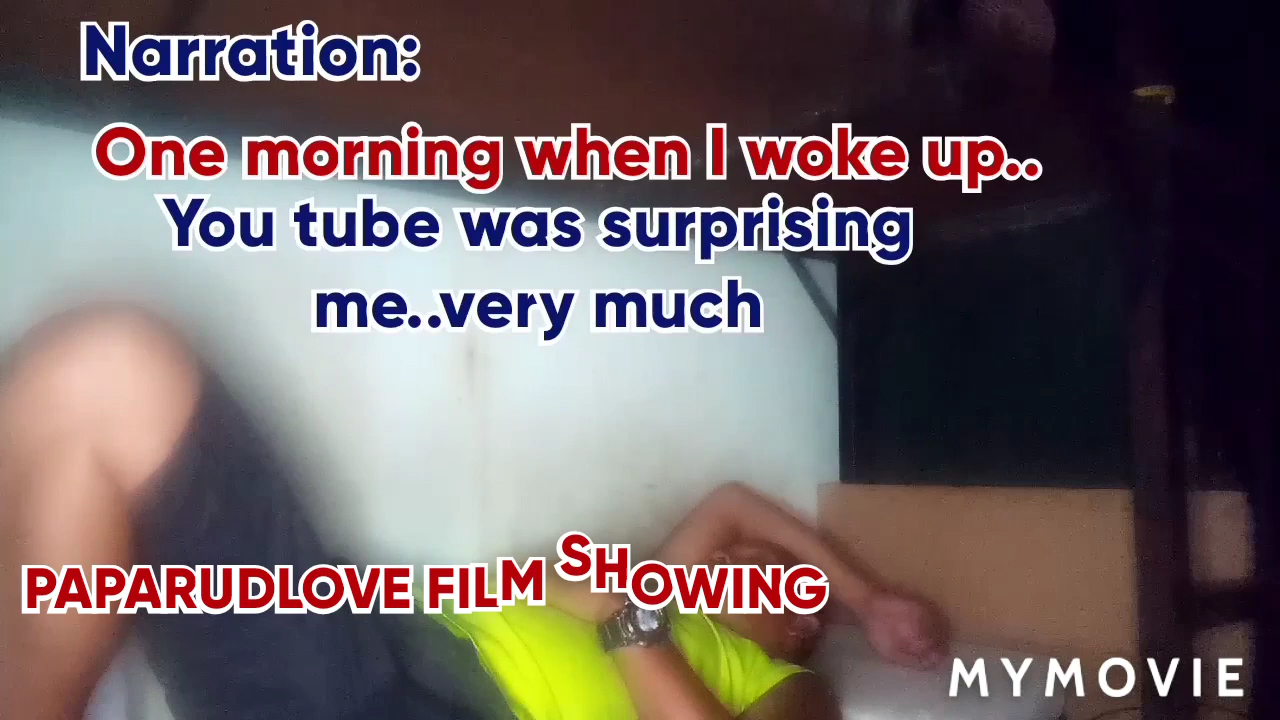 Narration:
One morning when I woke up..
You tube was surprising
me..very much
PAPARUDLOVE FILM SHOWING
MYMOVIE